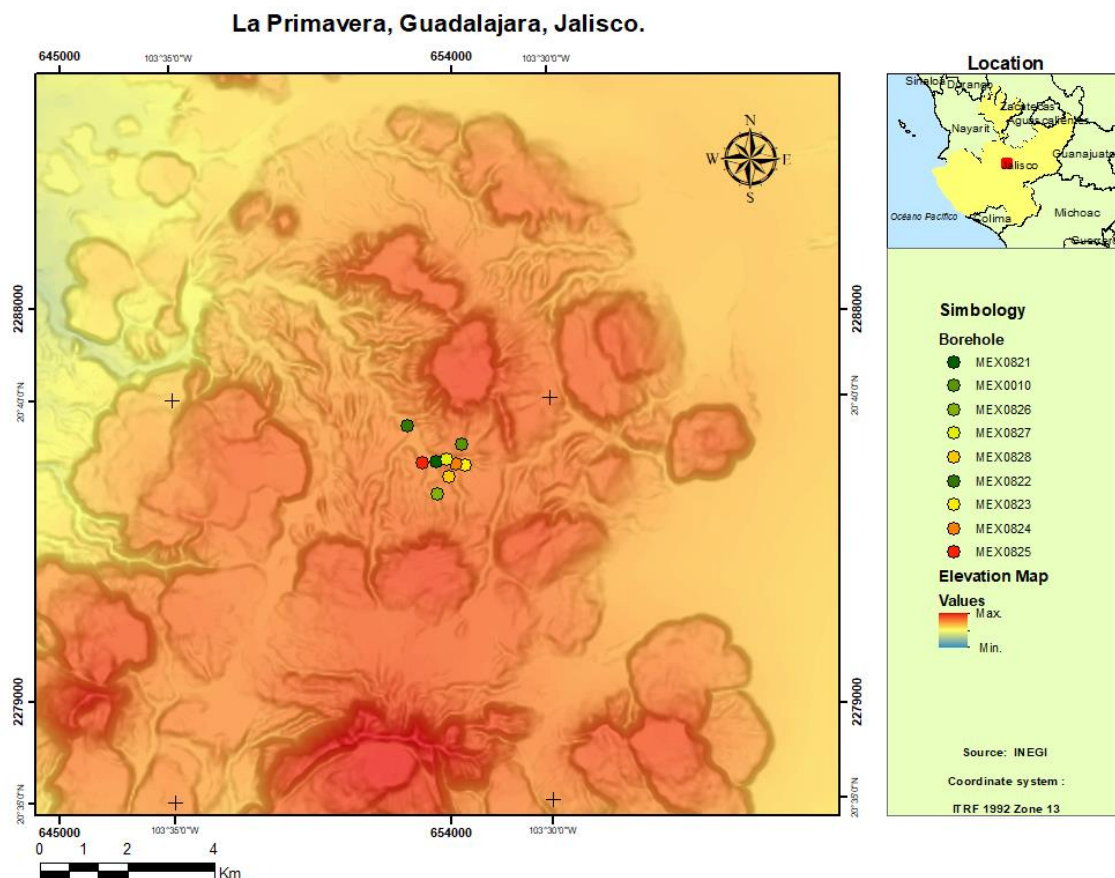 La Primavera, Guadalajara, Jalisco.
645000
103°35'0"W
654000
103°30'0"W
2288000
20°40'0"N
2279000
20°35'0"N
2288000
20°40'0"N
2279000
20°35'0"N
N
W E
S
645000
103°35'0"W
654000
103°30'0"W
0 1 2 4
Km
Location
Sinaloa
Durango
Zacatecas
Aguascalientes
Nayarit
Guanajuato
Jalisco
Océano Pacífico
Colima
Michoac
Guerrero
Simbology
Borehole
MEX0821
MEX0010
MEX0826
MEX0827
MEX0828
MEX0822
MEX0823
MEX0824
MEX0825
Elevation Map
Values
Max.
Min.
Source: INEGI
Coordinate system :
ITRF 1992 Zone 13